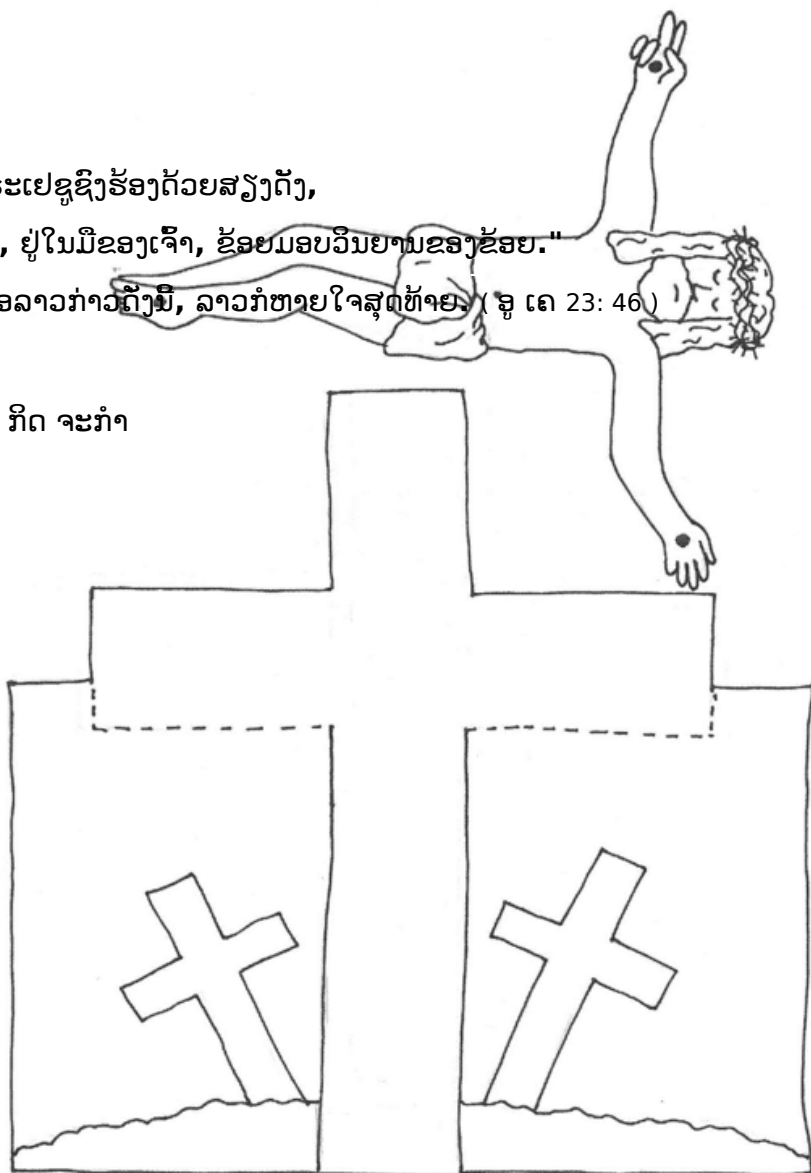 ະເຢຊູຊົງຮ້ອງດ້ວຍສຽງດັງ,
, ຢູ່ໃນມືຂອງເຈົ້າ, ຂ້ອຍມອບວິນຍານຂອງຂ້ອຍ."
ອລາວກ່າວດັ່ງນີ້, ລາວກໍຫາຍໃຈສຸດທ້າຍ. ( ອູ ເຄ 23: 46 )
ກິດ ຈະກຳ